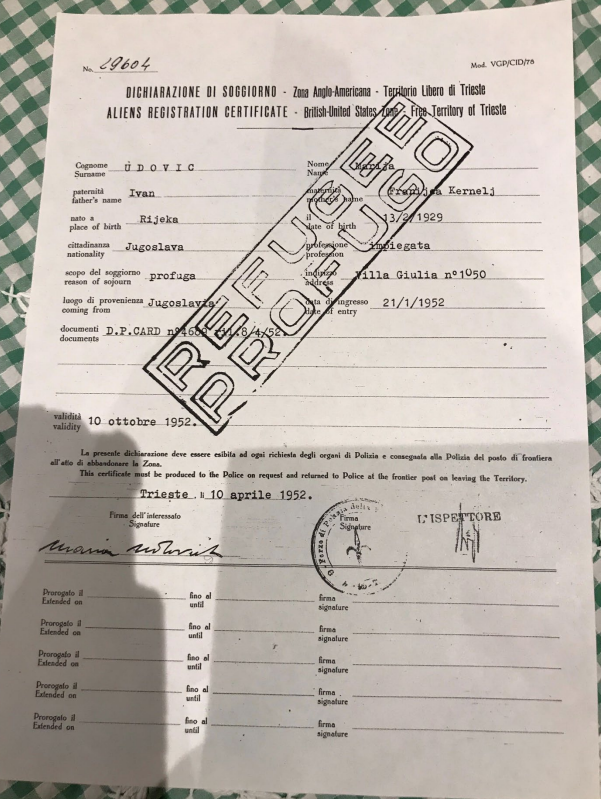 No. 29604
Mod. VGP/CID/78
DICHIARAZIONE DI SOGGIORNO - Zona Anglo-Americana - Territorio Libero di Trieste
ALIENS REGISTRATION CERTIFICATE - British-United States Zone - Free Territory of Trieste
REFUGEE
PROFUGO
Cognome UDOVIC Nome Marija
Surname Name
paternità Ivan maternità Kernelj
father's name mother's name
nato a Rijeka il 13/2/1929
place of birth date of birth
cittadinanza Jugoslava professione impiegata
nationality profession
scopo del soggiorno profuga indirizzo Villa Giulia n°1050
reason of sojourn address
luogo di provenienza Jugoslavia data di ingresso 21/1/1952
coming from date of entry
documenti D.P.CARD 8/4/52.
documents
validità 10 ottobre 1952.
validity
La presente dichiarazione deve essere esibita ad ogni richiesta degli organi di Polizia e consegnata alla Polizia del posto di frontiera
all'atto di abbandonare la Zona.
This certificate must be produced to the Police on request and returned to Police at the frontier post on leaving the Territory.
Trieste, li 10 aprile 1952.
Firma dell'interessato Firma L'ISPETTORE
Signature Signature
Prorogato il fino al firma
Extended on until signature
Prorogato il fino al firma
Extended on until signature
Prorogato il fino al firma
Extended on until signature
Prorogato il fino al firma
Extended on until signature
Prorogato il fino al firma
Extended on until signature